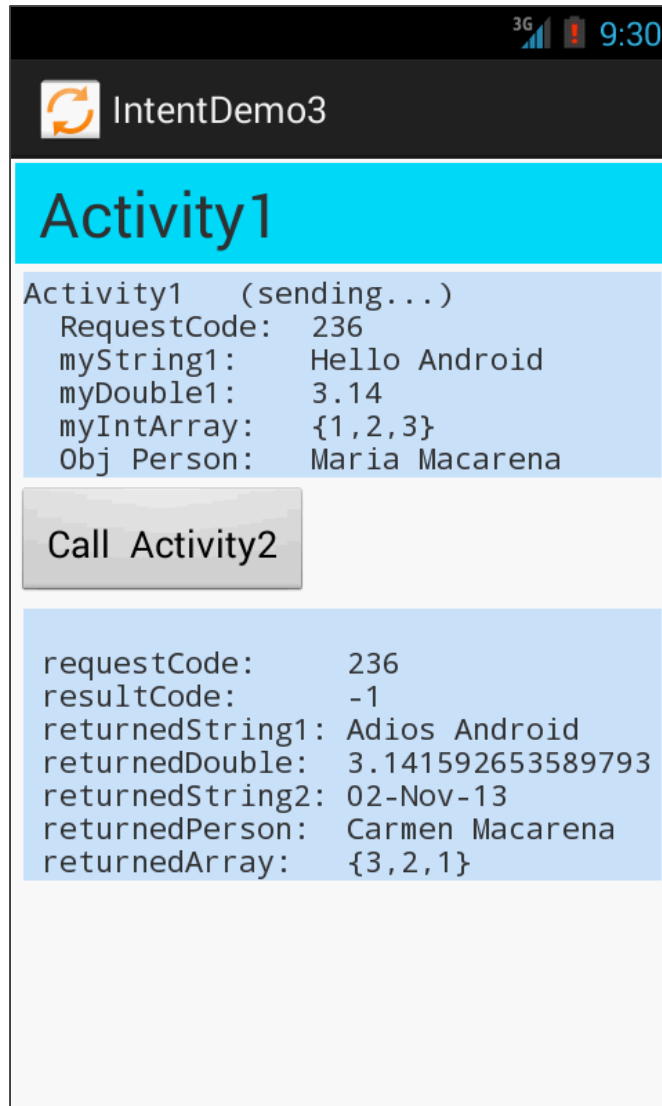 3G 9:30
IntentDemo3
Activity1
Activity1 (sending...)
RequestCode: 236
myString1: Hello Android
myDouble1: 3.14
myIntArray: {1,2,3}
Obj Person: Maria Macarena
Call Activity2
requestCode: 236
resultCode: -1
returnedString1: Adios Android
returnedDouble: 3.141592653589793
returnedString2: 02-Nov-13
returnedPerson: Carmen Macarena
returnedArray: {3,2,1}